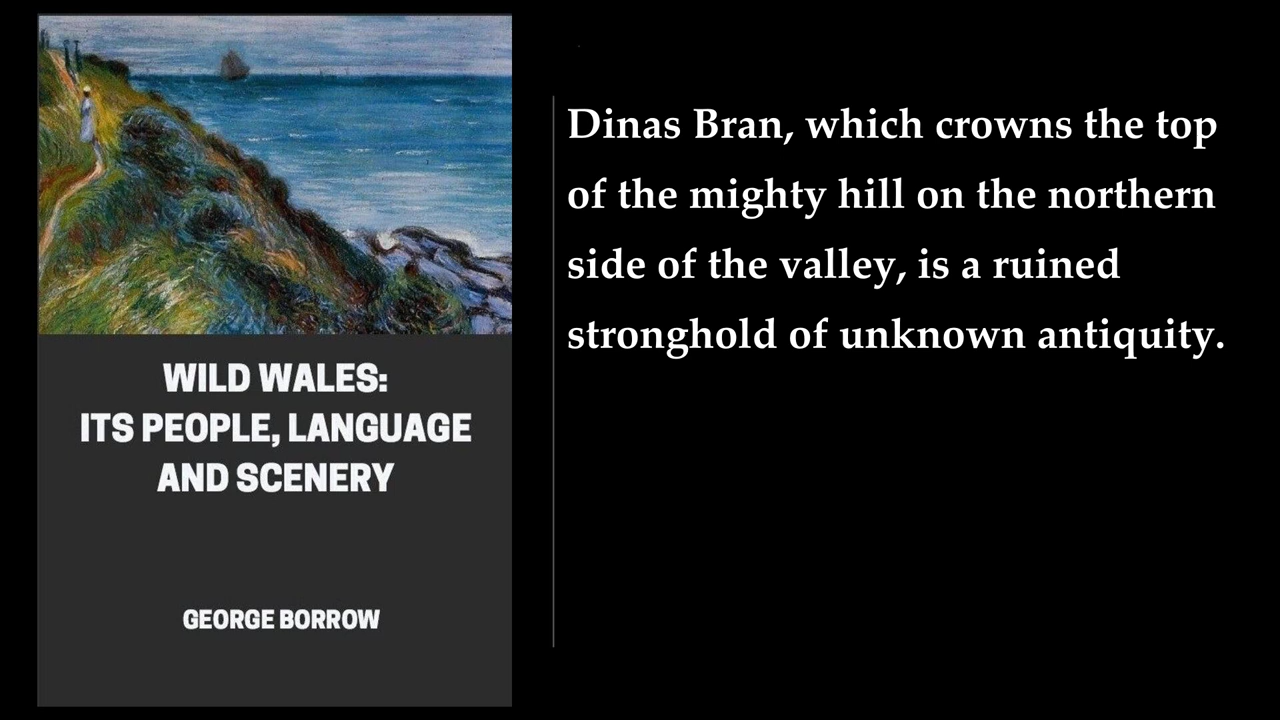 WILD WALES:
ITS PEOPLE, LANGUAGE
AND SCENERY
GEORGE BORROW
Dinas Bran, which crowns the top
of the mighty hill on the northern
side of the valley, is a ruined
stronghold of unknown antiquity.